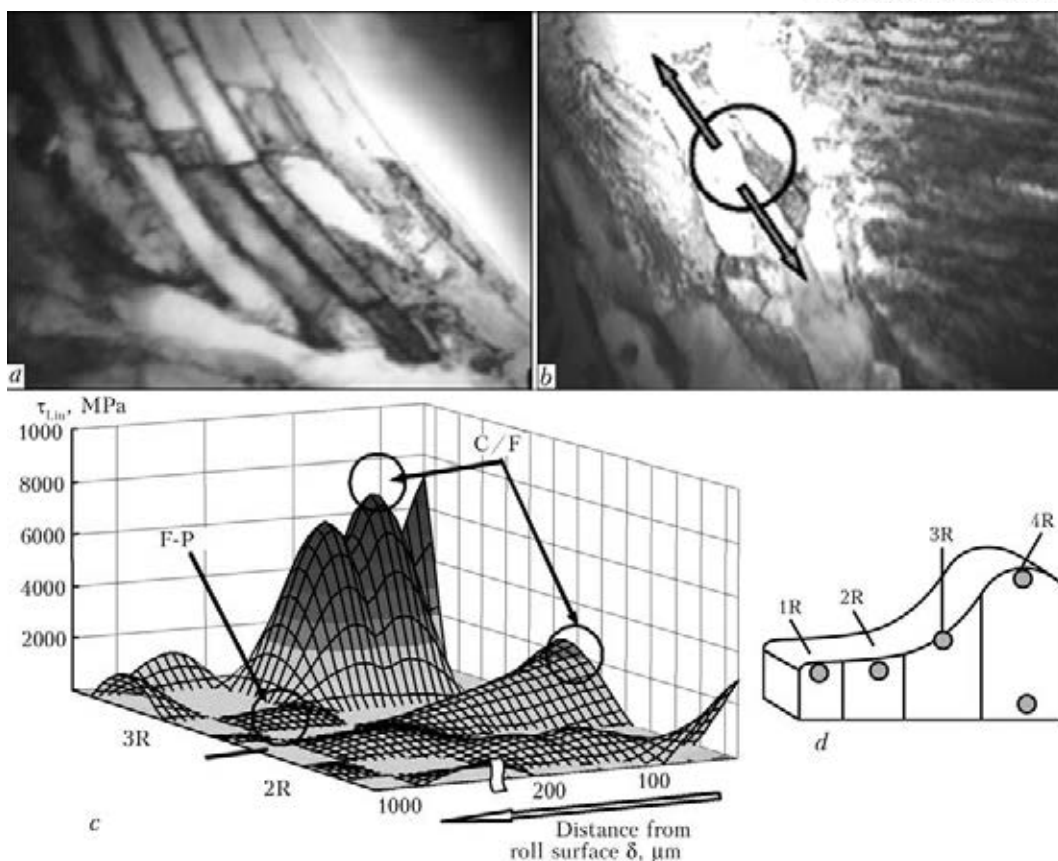 a
b
τLin, MPa
1000
8000
6000
4000
2000
C/F
F-P
3R
2R
1000
200
100
Distance from
roll surface δ, μm
c
1R
2R
3R
4R
d